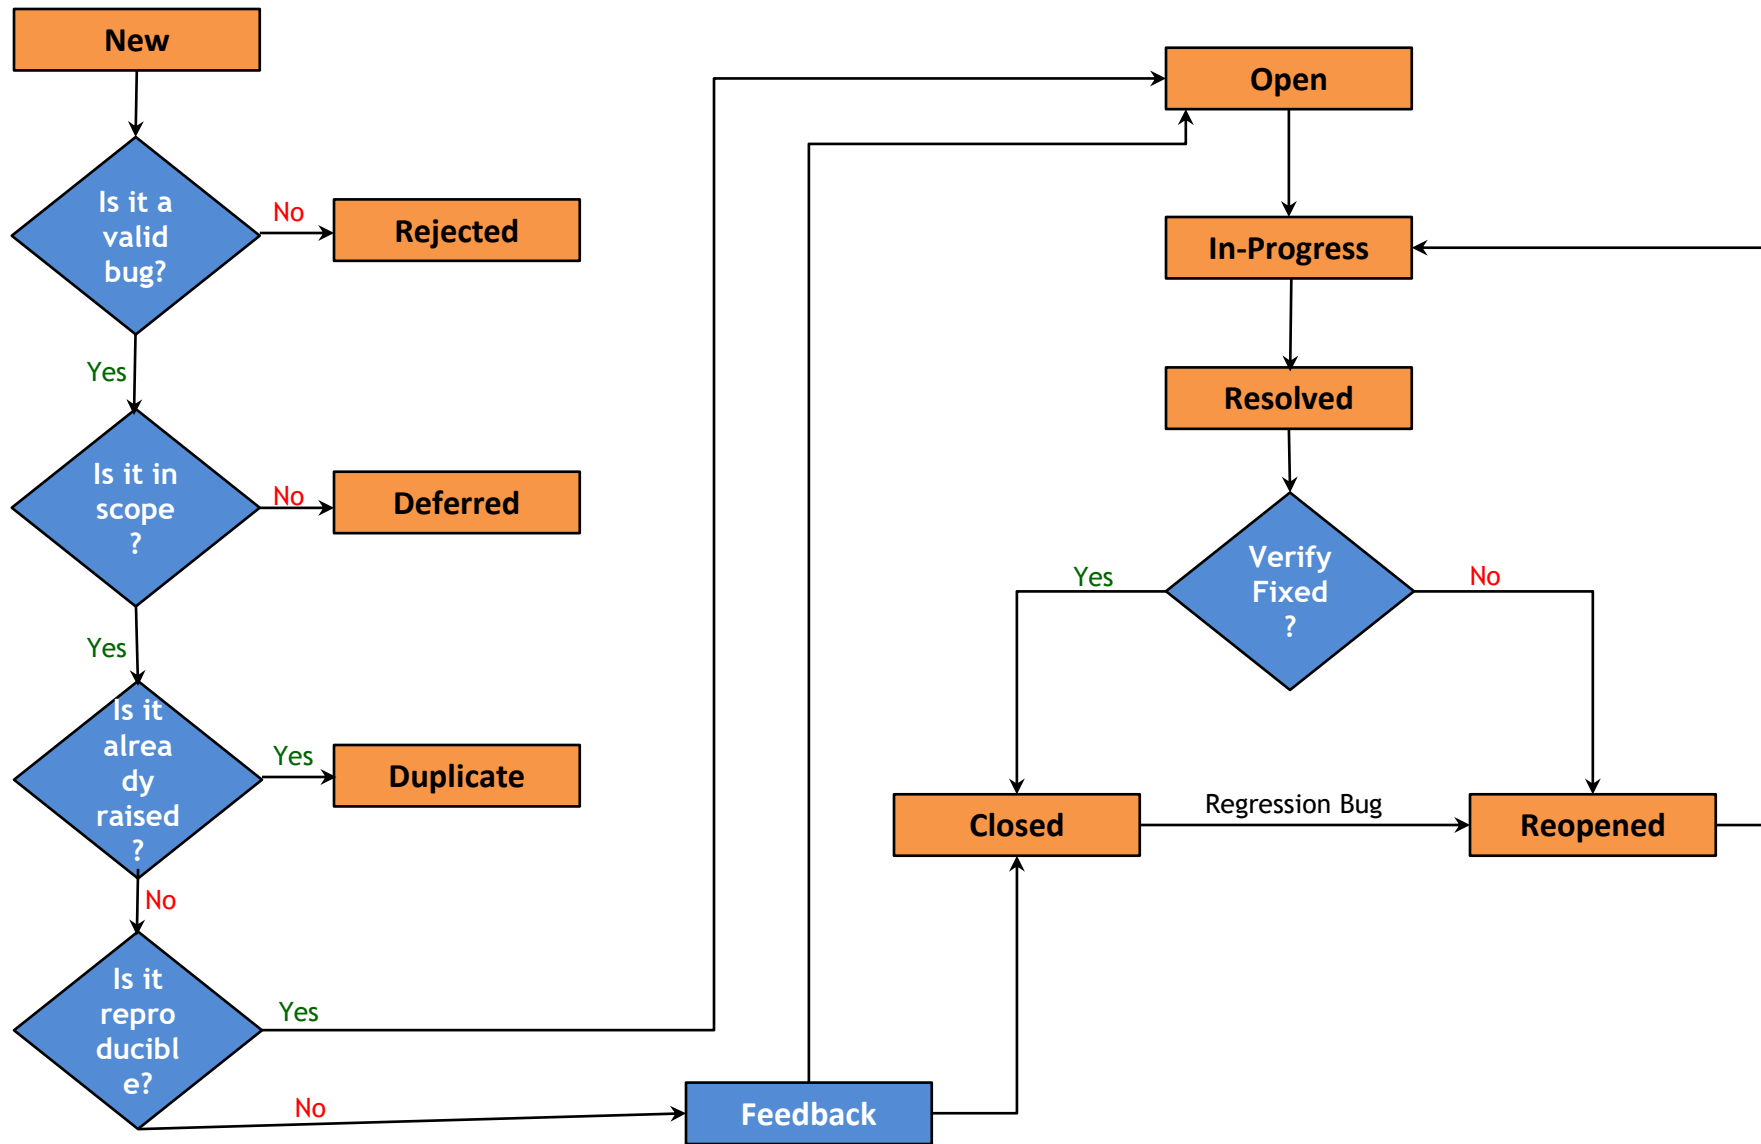 New
Is it a
valid
bug?
No
Rejected
Yes
Is it in
scope
?
No
Deferred
Yes
Is it
alrea
dy
raised
?
Yes
Duplicate
No
Is it
repro
ducibl
e?
Yes
No
Feedback
Open
In-Progress
Resolved
Verify
Fixed
?
Yes
No
Closed
Regression Bug
Reopened